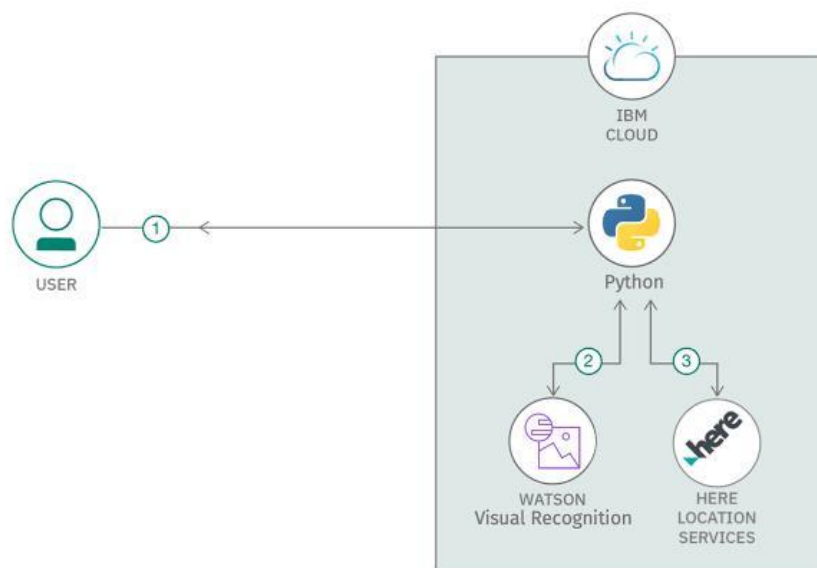 IBM
CLOUD
1
USER
Python
2
3
WATSON
Visual Recognition
here
HERE
LOCATION
SERVICES